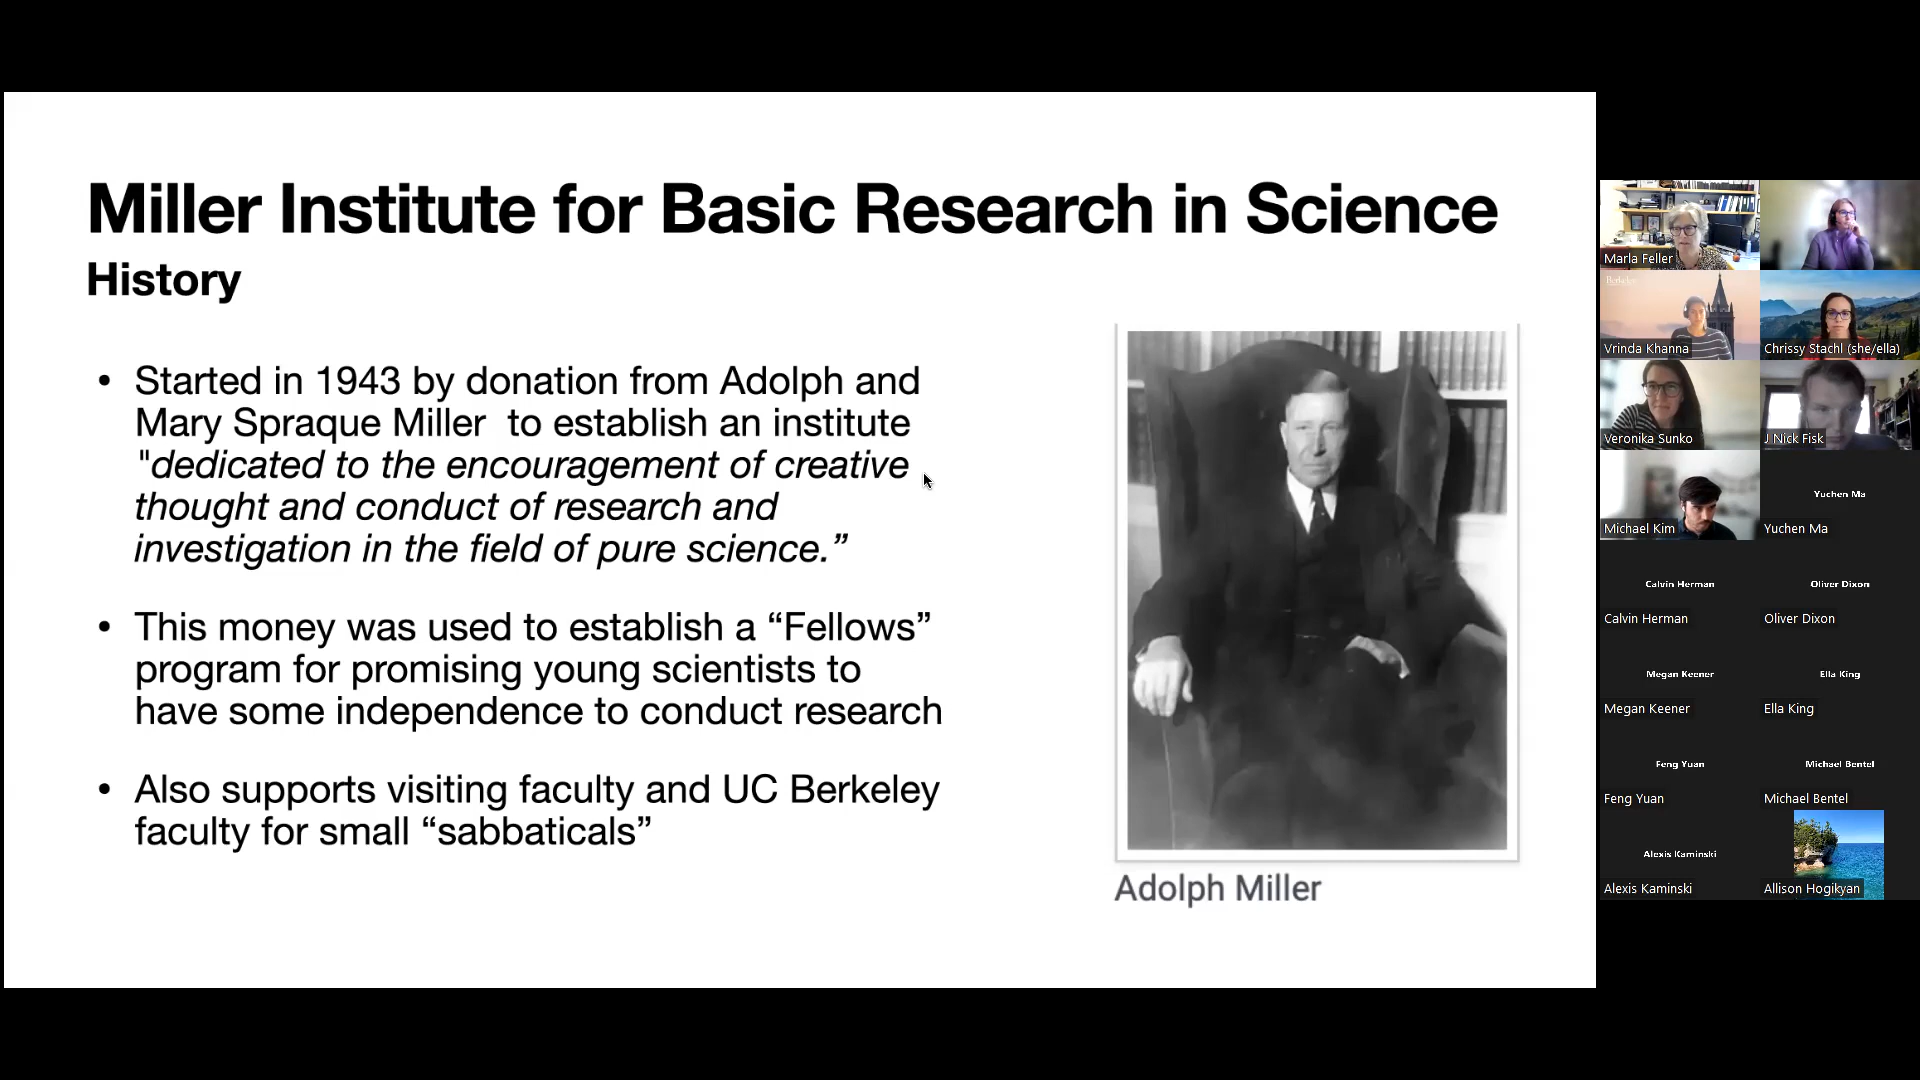 Miller Institute for Basic Research in Science
History
• Started in 1943 by donation from Adolph and
Mary Spraque Miller  to establish an institute
"dedicated to the encouragement of creative
thought and conduct of research and
investigation in the field of pure science.”
• This money was used to establish a “Fellows”
program for promising young scientists to
have some independence to conduct research
• Also supports visiting faculty and UC Berkeley
faculty for small “sabbaticals”
Adolph Miller
Marla Feller
Berkeley
Vrinda Khanna
Chrissy Stachl (she/ella)
Veronika Sunko
J Nick Fisk
Michael Kim
Yuchen Ma
Yuchen Ma
Calvin Herman
Calvin Herman
Oliver Dixon
Oliver Dixon
Megan Keener
Megan Keener
Ella King
Ella King
Feng Yuan
Feng Yuan
Michael Bentel
Michael Bentel
Alexis Kaminski
Alexis Kaminski
Allison Hogikyan